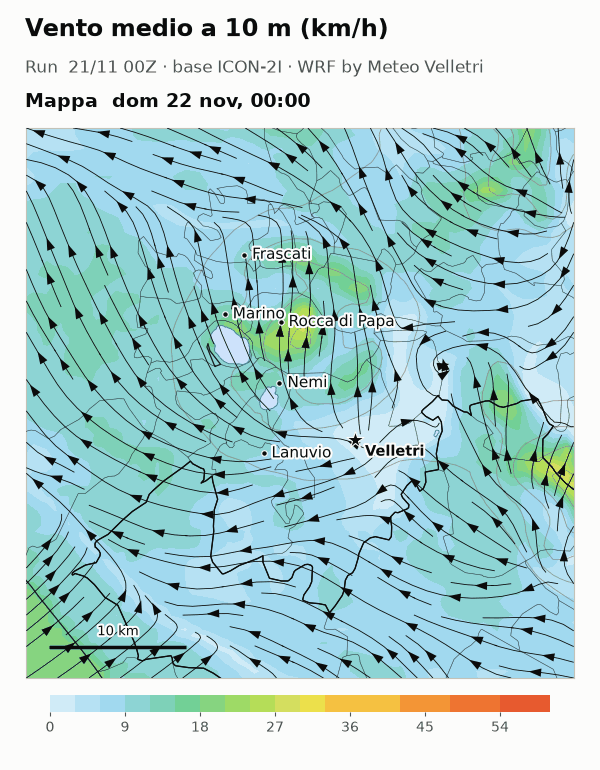 Vento medio a 10 m (km/h)
Run 21/11 00Z · base ICON-2I · WRF by Meteo Velletri
Mappa dom 22 nov, 00:00
Frascati
Marino
Rocca di Papa
Nemi
Velletri
Lanuvio
10 km
0 9 18 27 36 45 54